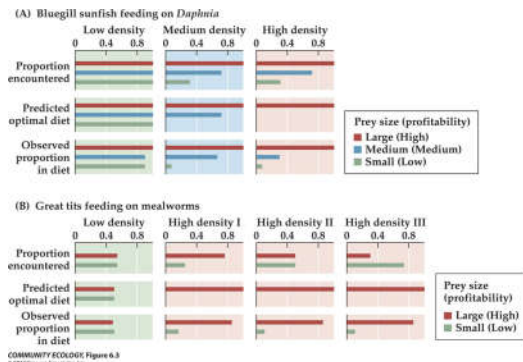 (A) Bluegill sunfish feeding on Daphnia
Low density Medium density High density
0 0.4 0.8 0 0.4 0.8 0 0.4 0.8
Proportion
encountered
Predicted
optimal diet
Observed
proportion
in diet
Prey size (profitability)
Large (High)
Medium (Medium)
Small (Low)
(B) Great tits feeding on mealworms
Low density High density I High density II High density III
0 0.4 0.8 0 0.4 0.8 0 0.4 0.8 0 0.4 0.8
Proportion
encountered
Predicted
optimal diet
Observed
proportion
in diet
Prey size
(profitability)
Large (High)
Small (Low)
COMMUNITY ECOLOGY, Figure 6.3